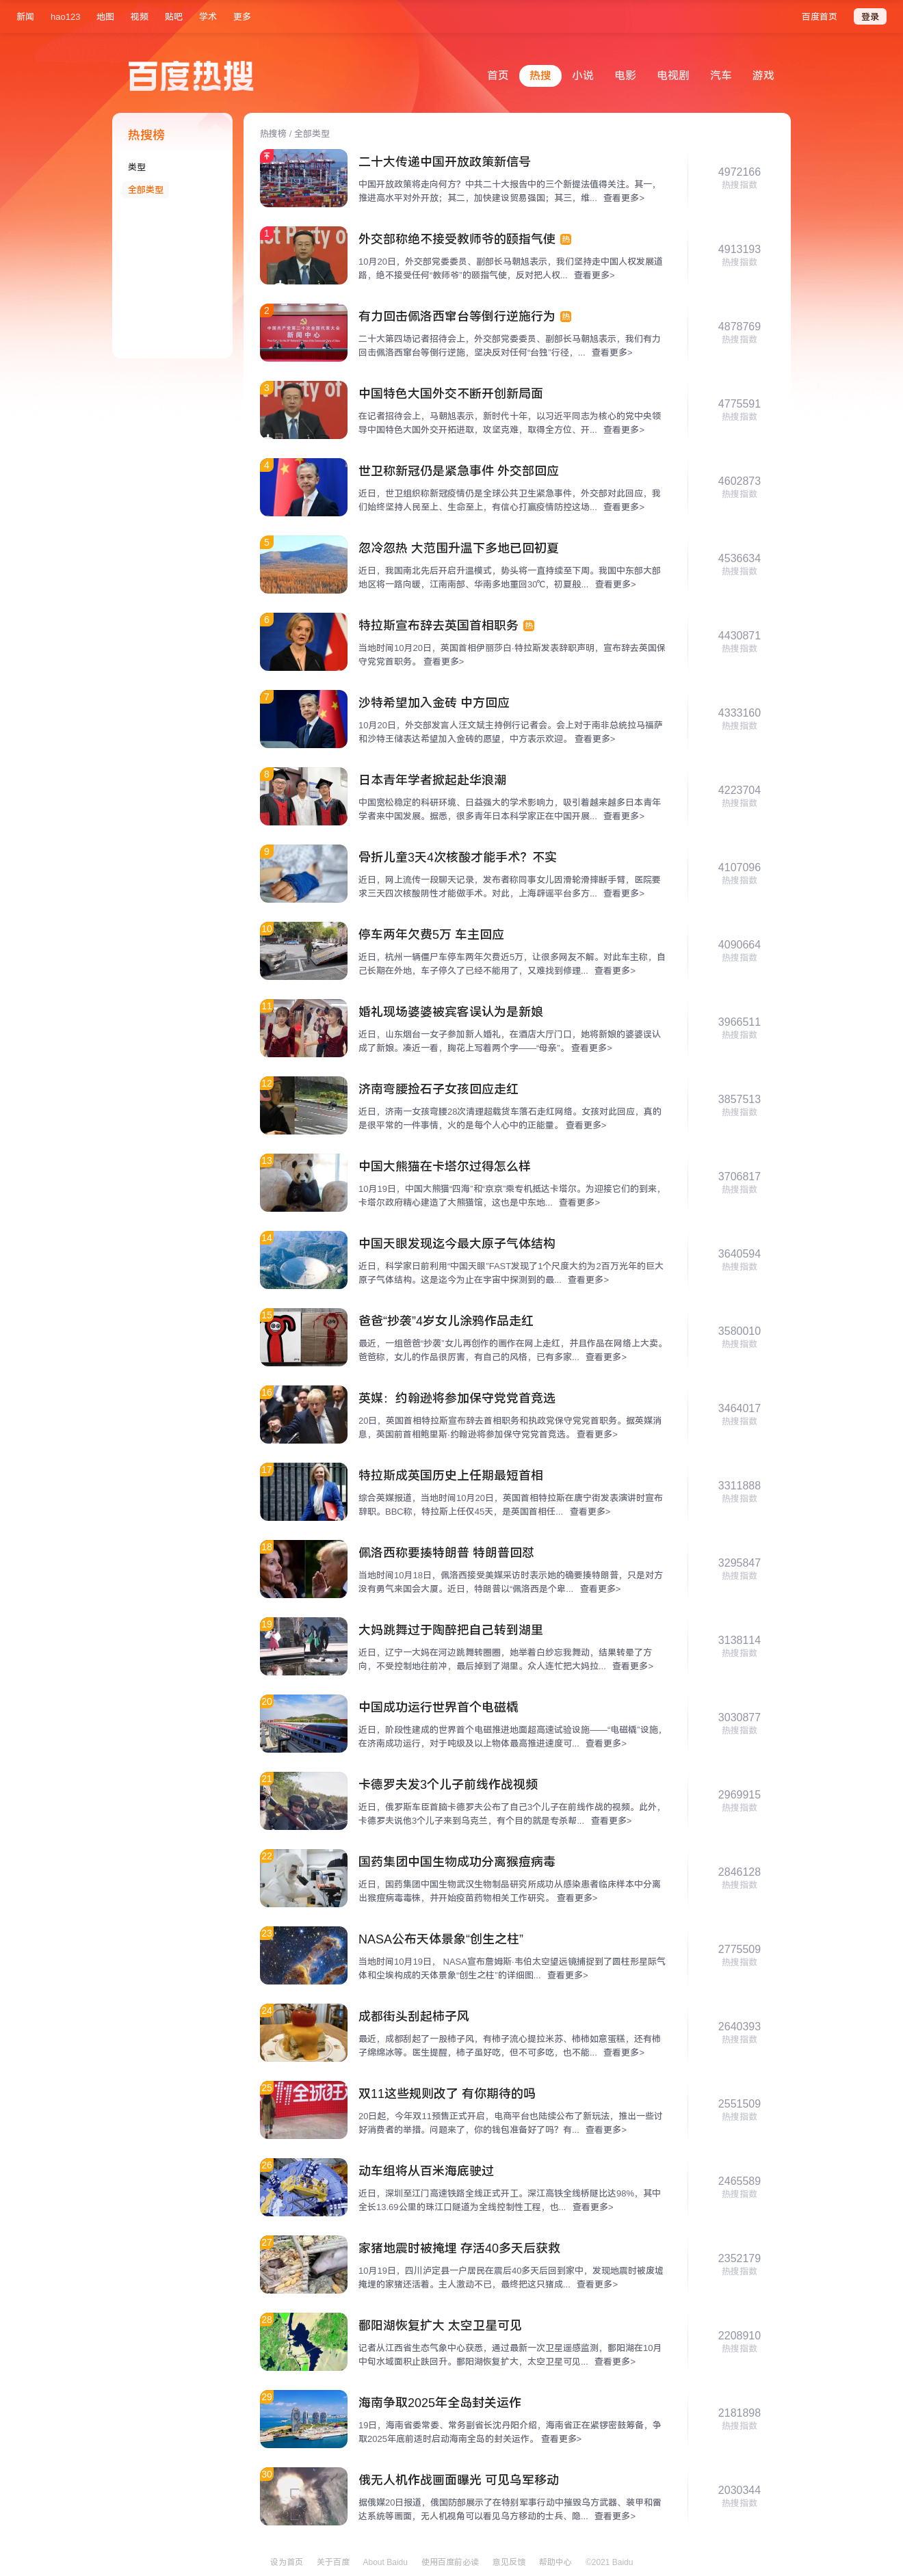 新闻 hao123 地图 视频 贴吧 学术 更多 百度首页 登录
百度热搜
首页 热搜 小说 电影 电视剧 汽车 游戏
热搜榜
类型
全部类型
热搜榜 / 全部类型
二十大传递中国开放政策新信号
中国开放政策将走向何方？中共二十大报告中的三个新提法值得关注。其一，
推进高水平对外开放；其二，加快建设贸易强国；其三，维... 查看更多>
4972166
热搜指数
1
外交部称绝不接受教师爷的颐指气使 热
10月20日，外交部党委委员、副部长马朝旭表示，我们坚持走中国人权发展道
路，绝不接受任何“教师爷”的颐指气使，反对把人权... 查看更多>
4913193
热搜指数
2
有力回击佩洛西窜台等倒行逆施行为 热
二十大第四场记者招待会上，外交部党委委员、副部长马朝旭表示，我们有力
回击佩洛西窜台等倒行逆施，坚决反对任何“台独”行径，... 查看更多>
4878769
热搜指数
3
中国特色大国外交不断开创新局面
在记者招待会上，马朝旭表示，新时代十年，以习近平同志为核心的党中央领
导中国特色大国外交开拓进取，攻坚克难，取得全方位、开... 查看更多>
4775591
热搜指数
4
世卫称新冠仍是紧急事件 外交部回应
近日，世卫组织称新冠疫情仍是全球公共卫生紧急事件，外交部对此回应，我
们始终坚持人民至上、生命至上，有信心打赢疫情防控这场... 查看更多>
4602873
热搜指数
5
忽冷忽热 大范围升温下多地已回初夏
近日，我国南北先后开启升温模式，势头将一直持续至下周。我国中东部大部
地区将一路向暖，江南南部、华南多地重回30℃，初夏般... 查看更多>
4536634
热搜指数
6
特拉斯宣布辞去英国首相职务 热
当地时间10月20日，英国首相伊丽莎白·特拉斯发表辞职声明，宣布辞去英国保
守党党首职务。 查看更多>
4430871
热搜指数
7
沙特希望加入金砖 中方回应
10月20日，外交部发言人汪文斌主持例行记者会。会上对于南非总统拉马福萨
和沙特王储表达希望加入金砖的愿望，中方表示欢迎。 查看更多>
4333160
热搜指数
8
日本青年学者掀起赴华浪潮
中国宽松稳定的科研环境、日益强大的学术影响力，吸引着越来越多日本青年
学者来中国发展。据悉，很多青年日本科学家正在中国开展... 查看更多>
4223704
热搜指数
9
骨折儿童3天4次核酸才能手术？不实
近日，网上流传一段聊天记录，发布者称同事女儿因滑轮滑摔断手臂，医院要
求三天四次核酸阴性才能做手术。对此，上海辟谣平台多方... 查看更多>
4107096
热搜指数
10
停车两年欠费5万 车主回应
近日，杭州一辆僵尸车停车两年欠费近5万，让很多网友不解。对此车主称，自
己长期在外地，车子停久了已经不能用了，又难找到修理... 查看更多>
4090664
热搜指数
11
婚礼现场婆婆被宾客误认为是新娘
近日，山东烟台一女子参加新人婚礼，在酒店大厅门口，她将新娘的婆婆误认
成了新娘。凑近一看，胸花上写着两个字——“母亲”。 查看更多>
3966511
热搜指数
12
济南弯腰捡石子女孩回应走红
近日，济南一女孩弯腰28次清理超载货车落石走红网络。女孩对此回应，真的
是很平常的一件事情，火的是每个人心中的正能量。 查看更多>
3857513
热搜指数
13
中国大熊猫在卡塔尔过得怎么样
10月19日，中国大熊猫“四海”和“京京”乘专机抵达卡塔尔。为迎接它们的到来，
卡塔尔政府精心建造了大熊猫馆，这也是中东地... 查看更多>
3706817
热搜指数
14
中国天眼发现迄今最大原子气体结构
近日，科学家日前利用“中国天眼”FAST发现了1个尺度大约为2百万光年的巨大
原子气体结构。这是迄今为止在宇宙中探测到的最... 查看更多>
3640594
热搜指数
15
爸爸“抄袭”4岁女儿涂鸦作品走红
最近，一组爸爸“抄袭”女儿再创作的画作在网上走红，并且作品在网络上大卖。
爸爸称，女儿的作品很厉害，有自己的风格，已有多家... 查看更多>
3580010
热搜指数
16
英媒：约翰逊将参加保守党党首竞选
20日，英国首相特拉斯宣布辞去首相职务和执政党保守党党首职务。据英媒消
息，英国前首相鲍里斯·约翰逊将参加保守党党首竞选。 查看更多>
3464017
热搜指数
17
特拉斯成英国历史上任期最短首相
综合英媒报道，当地时间10月20日，英国首相特拉斯在唐宁街发表演讲时宣布
辞职。BBC称，特拉斯上任仅45天，是英国首相任... 查看更多>
3311888
热搜指数
18
佩洛西称要揍特朗普 特朗普回怼
当地时间10月18日，佩洛西接受美媒采访时表示她的确要揍特朗普，只是对方
没有勇气来国会大厦。近日，特朗普以“佩洛西是个卑... 查看更多>
3295847
热搜指数
19
大妈跳舞过于陶醉把自己转到湖里
近日，辽宁一大妈在河边跳舞转圈圈，她举着白纱忘我舞动，结果转晕了方
向，不受控制地往前冲，最后掉到了湖里。众人连忙把大妈拉... 查看更多>
3138114
热搜指数
20
中国成功运行世界首个电磁橇
近日，阶段性建成的世界首个电磁推进地面超高速试验设施——“电磁橇”设施，
在济南成功运行，对于吨级及以上物体最高推进速度可... 查看更多>
3030877
热搜指数
21
卡德罗夫发3个儿子前线作战视频
近日，俄罗斯车臣首脑卡德罗夫公布了自己3个儿子在前线作战的视频。此外，
卡德罗夫说他3个儿子来到乌克兰，有个目的就是专杀帮... 查看更多>
2969915
热搜指数
22
国药集团中国生物成功分离猴痘病毒
近日，国药集团中国生物武汉生物制品研究所成功从感染患者临床样本中分离
出猴痘病毒毒株，并开始疫苗药物相关工作研究。 查看更多>
2846128
热搜指数
23
NASA公布天体景象“创生之柱”
当地时间10月19日， NASA宣布詹姆斯·韦伯太空望远镜捕捉到了圆柱形星际气
体和尘埃构成的天体景象“创生之柱”的详细图... 查看更多>
2775509
热搜指数
24
成都街头刮起柿子风
最近，成都刮起了一股柿子风，有柿子流心提拉米苏、柿柿如意蛋糕，还有柿
子绵绵冰等。医生提醒，柿子虽好吃，但不可多吃，也不能... 查看更多>
2640393
热搜指数
25
双11这些规则改了 有你期待的吗
20日起，今年双11预售正式开启，电商平台也陆续公布了新玩法，推出一些讨
好消费者的举措。问题来了，你的钱包准备好了吗？有... 查看更多>
2551509
热搜指数
26
动车组将从百米海底驶过
近日，深圳至江门高速铁路全线正式开工。深江高铁全线桥隧比达98%，其中
全长13.69公里的珠江口隧道为全线控制性工程，也... 查看更多>
2465589
热搜指数
27
家猪地震时被掩埋 存活40多天后获救
10月19日，四川泸定县一户居民在震后40多天后回到家中，发现地震时被废墟
掩埋的家猪还活着。主人激动不已，最终把这只猪成... 查看更多>
2352179
热搜指数
28
鄱阳湖恢复扩大 太空卫星可见
记者从江西省生态气象中心获悉，通过最新一次卫星遥感监测，鄱阳湖在10月
中旬水域面积止跌回升。鄱阳湖恢复扩大，太空卫星可见... 查看更多>
2208910
热搜指数
29
海南争取2025年全岛封关运作
19日，海南省委常委、常务副省长沈丹阳介绍，海南省正在紧锣密鼓筹备，争
取2025年底前适时启动海南全岛的封关运作。 查看更多>
2181898
热搜指数
30
俄无人机作战画面曝光 可见乌军移动
据俄媒20日报道，俄国防部展示了在特别军事行动中摧毁乌方武器、装甲和雷
达系统等画面，无人机视角可以看见乌方移动的士兵、隐... 查看更多>
2030344
热搜指数
设为首页 关于百度 About Baidu 使用百度前必读 意见反馈 帮助中心 ©2021 Baidu